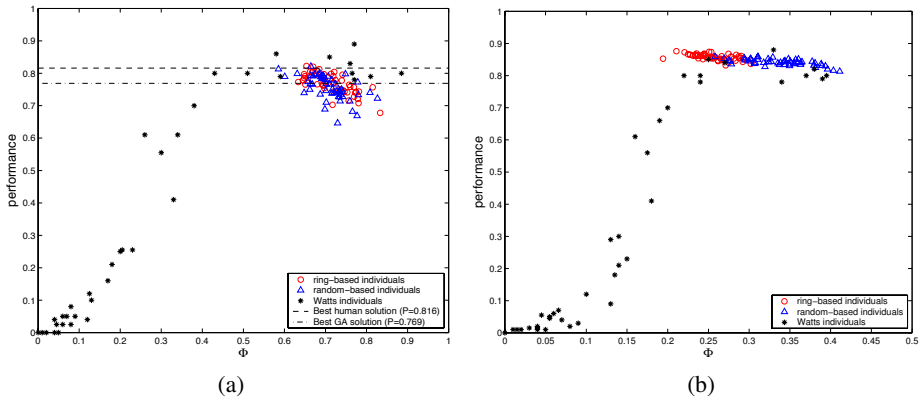 1
0.9
0.8
0.7
0.6
0.5
0.4
0.3
0.2
0.1
0
performance
0 0.1 0.2 0.3 0.4 0.5 0.6 0.7 0.8 0.9 1
Φ
ring-based individuals
random-based individuals
Watts individuals
Best human solution (P=0.816)
Best GA solution (P=0.769)
(a)
1
0.9
0.8
0.7
0.6
0.5
0.4
0.3
0.2
0.1
0
performance
0 0.05 0.1 0.15 0.2 0.25 0.3 0.35 0.4 0.45 0.5
Φ
ring-based individuals
random-based individuals
Watts individuals
(b)